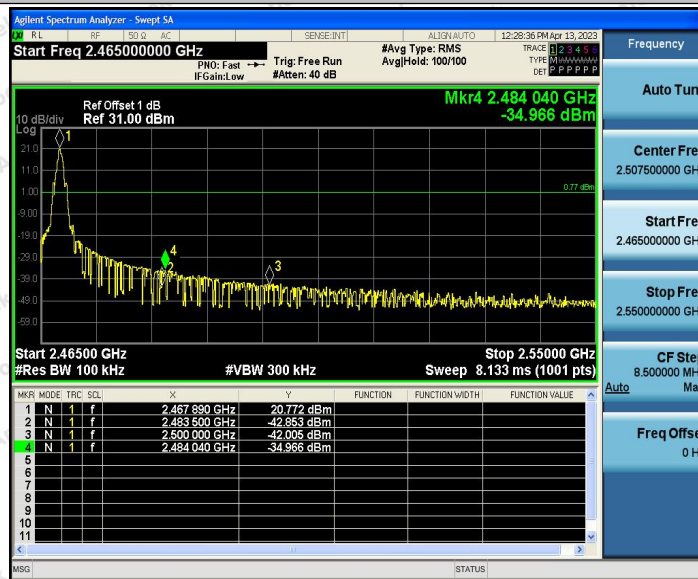 Agilent Spectrum Analyzer - Swept SA
LXI RL RF 50 Ω AC SENSE:INT ALIGN AUTO 12:28:36 PM Apr 13, 2023
Start Freq 2.465000000 GHz
#Avg Type: RMS
TRACE 1 2 3 4 5 6
PNO: Fast Trig: Free Run Avg|Hold: 100/100
TYPE M WWWWW
IFGain:Low #Atten: 40 dB
DET P P P P P P
Mkr4 2.484 040 GHz
-34.966 dBm
Ref Offset 1 dB
10 dB/div Ref 31.00 dBm
Log
21.0
11.0
1.00
-9.00
-19.0
-29.0
-39.0
-49.0
-59.0
1
0.77 dBm
4
2
3
Start 2.46500 GHz Stop 2.55000 GHz
#Res BW 100 kHz #VBW 300 kHz Sweep 8.133 ms (1001 pts)
MKR MODE TRC SCL X Y FUNCTION FUNCTION WIDTH FUNCTION VALUE
1 N 1 f 2.467 890 GHz 20.772 dBm
2 N 1 f 2.483 500 GHz -42.853 dBm
3 N 1 f 2.500 000 GHz -42.005 dBm
4 N 1 f 2.484 040 GHz -34.966 dBm
5
6
7
8
9
10
11
MSG STATUS
Frequency
Auto Tun
Center Fre
2.507500000 GH
Start Fre
2.465000000 GH
Stop Fre
2.550000000 GH
CF Ste
8.500000 MH
Auto Ma
Freq Offse
0 H